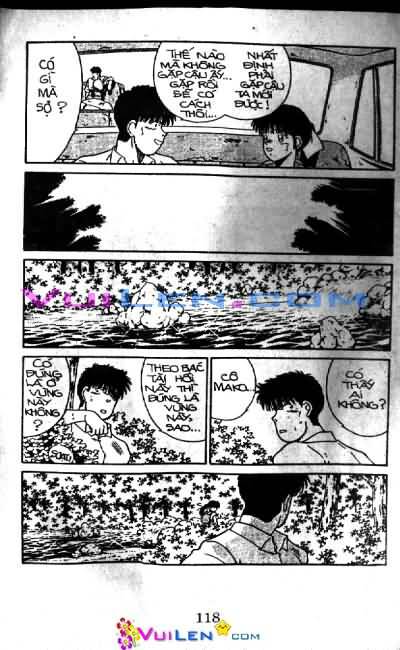 CÓ
GÌ
MÀ
SỢ ?
THẾ NÀO
MÀ KHÔNG
GẶP CẬU ẤY...
GẶP RỒI
SẼ CÓ
CÁCH
THÔI...
NHẤT
ĐỊNH
PHẢI
GẶP CẬU
TA MỚI
ĐƯỢC !
VUILEN.COM
CÓ
ĐÚNG
LÀ Ở
VÙNG
NÀY
KHÔNG
?
THEO BÁC
TÀI HỒI
NÃY THÌ
ĐÚNG LÀ
VÙNG
NÀY,
SAO...
CÔ
MAKO..
CÓ
THẤY
AI
KHÔNG?
118
VUILEN
.COM